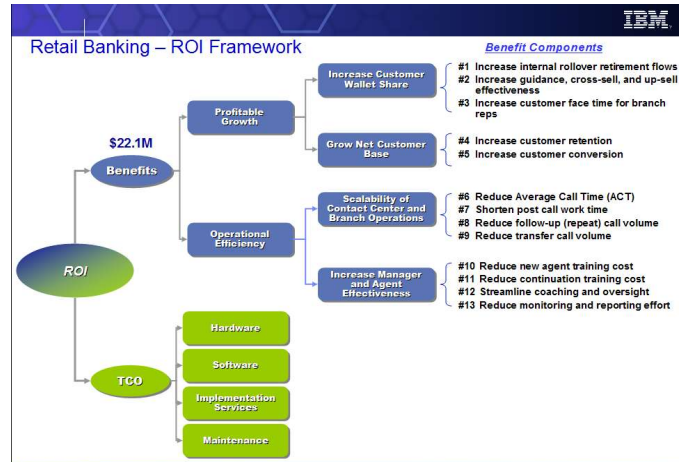 IBM
Retail Banking – ROI Framework
Benefit Components
Increase Customer
Wallet Share
#1 Increase internal rollover retirement flows
#2 Increase guidance, cross-sell, and up-sell
effectiveness
#3 Increase customer face time for branch
reps
Profitable
Growth
Grow Net Customer
Base
#4 Increase customer retention
#5 Increase customer conversion
$22.1M
Benefits
Scalability of
Contact Center and
Branch Operations
#6 Reduce Average Call Time (ACT)
#7 Shorten post call work time
#8 Reduce follow-up (repeat) call volume
#9 Reduce transfer call volume
Operational
Efficiency
Increase Manager
and Agent
Effectiveness
#10 Reduce new agent training cost
#11 Reduce continuation training cost
#12 Streamline coaching and oversight
#13 Reduce monitoring and reporting effort
ROI
Hardware
Software
TCO
Implementation
Services
Maintenance